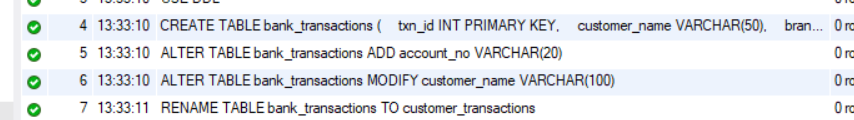 4 13:33:10 CREATE TABLE bank_transactions ( txn_id INT PRIMARY KEY, customer_name VARCHAR(50), bran... 0 ro
5 13:33:10 ALTER TABLE bank_transactions ADD account_no VARCHAR(20) 0 ro
6 13:33:10 ALTER TABLE bank_transactions MODIFY customer_name VARCHAR(100) 0 ro
7 13:33:11 RENAME TABLE bank_transactions TO customer_transactions 0 ro